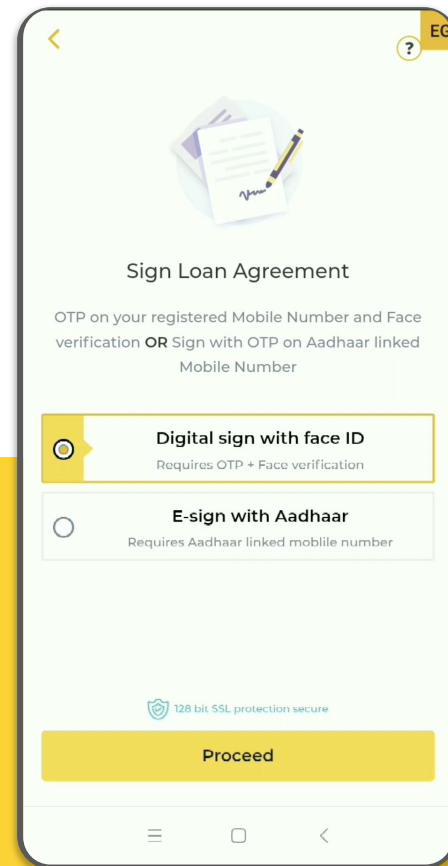 EG
?
Sign Loan Agreement
OTP on your registered Mobile Number and Face
verification OR Sign with OTP on Aadhaar linked
Mobile Number
Digital sign with face ID
Requires OTP + Face verification
E-sign with Aadhaar
Requires Aadhaar linked moblile number
128 bit SSL protection secure
Proceed